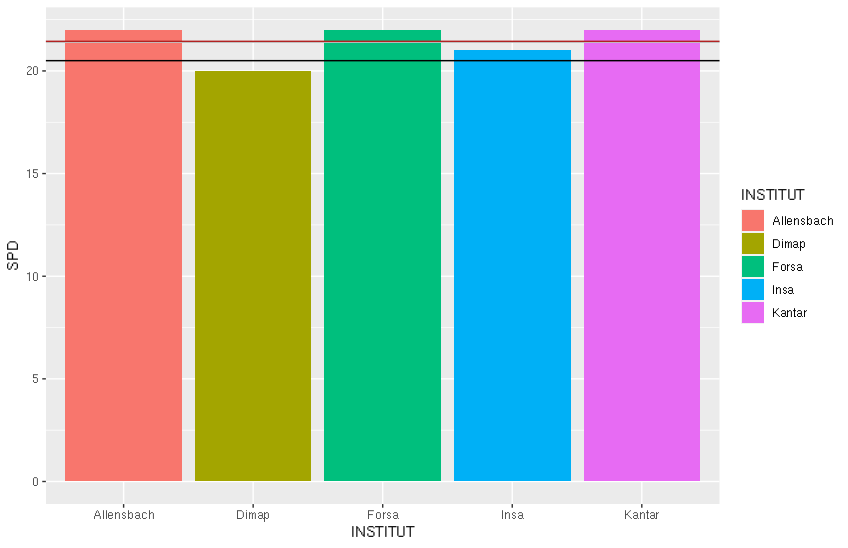 SPD
20
15
10
5
0
Allensbach Dimap Forsa Insa Kantar
INSTITUT
INSTITUT
Allensbach
Dimap
Forsa
Insa
Kantar